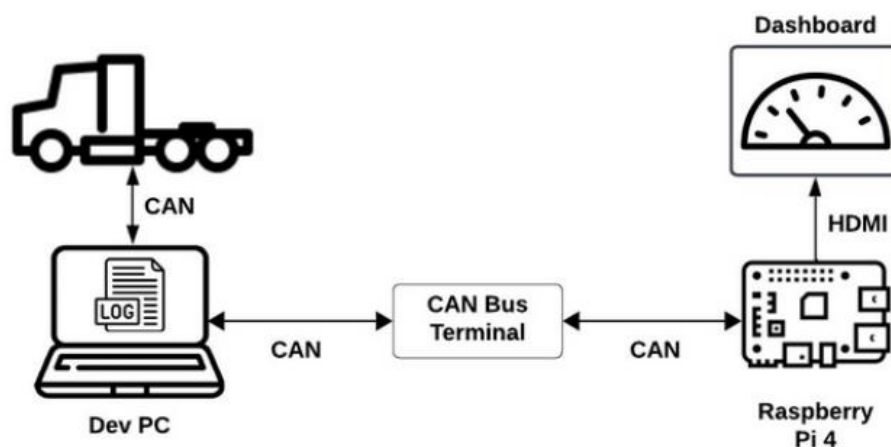 Dashboard
CAN
HDMI
LOG
CAN Bus
Terminal
CAN
CAN
Dev PC
Raspberry
Pi 4